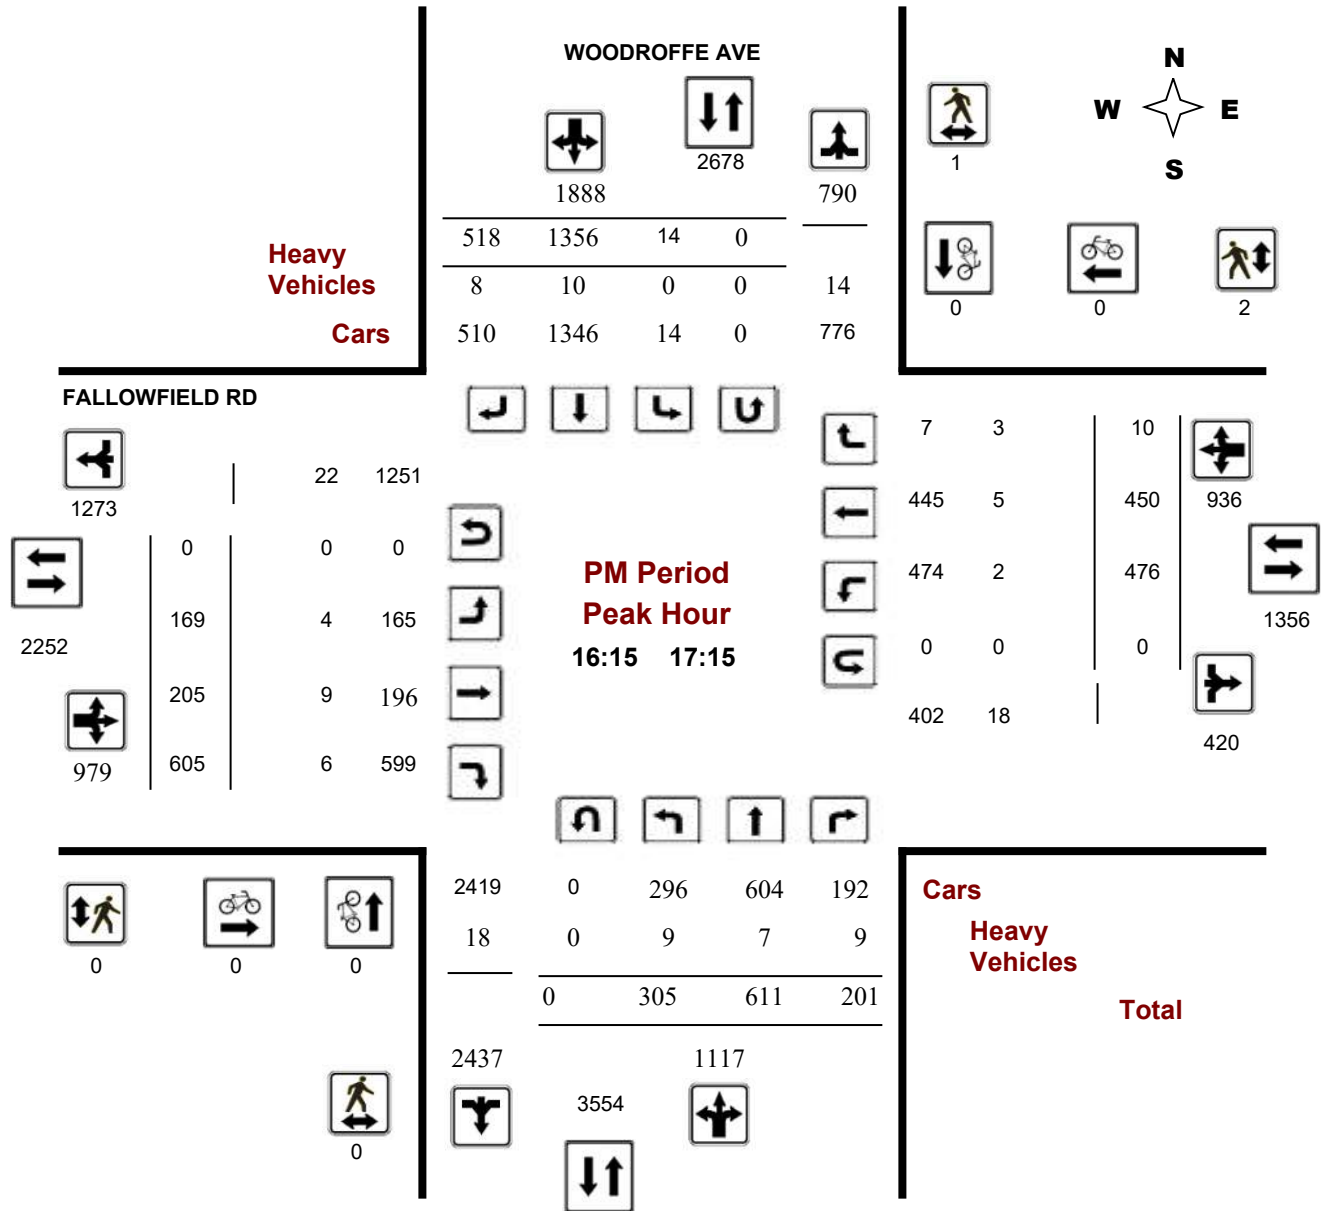 WOODROFFE AVE
N
W E
S
2678
1
1888 790
518 1356 14 0
Heavy
Vehicles 8 10 0 0 14
0 0 2
Cars 510 1346 14 0 776
FALLOWFIELD RD
7 3 10
22 1251
1273
445 5 450 936
0 0 0
PM Period
474 2 476
Peak Hour
169 4 165 1356
2252
16:15 17:15
0 0 0
205 9 196
402 18
420
979 605 6 599
2419 0 296 604 192 Cars
18 0 9 7 9 Heavy
Vehicles
0 0 0
0 305 611 201 Total
2437 1117
3554
0